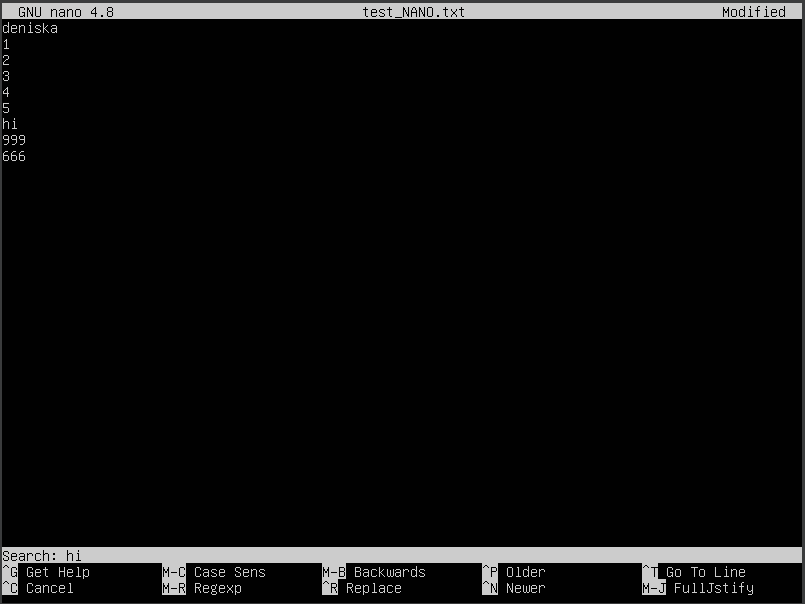 GNU nano 4.8 test_NANO.txt Modified
deniska
1
2
3
4
5
hi
999
666
Search: hi
^G Get Help M-C Case Sens M-B Backwards ^P Older ^T Go To Line
^C Cancel M-R Regexp ^R Replace ^N Newer M-J FullJstify